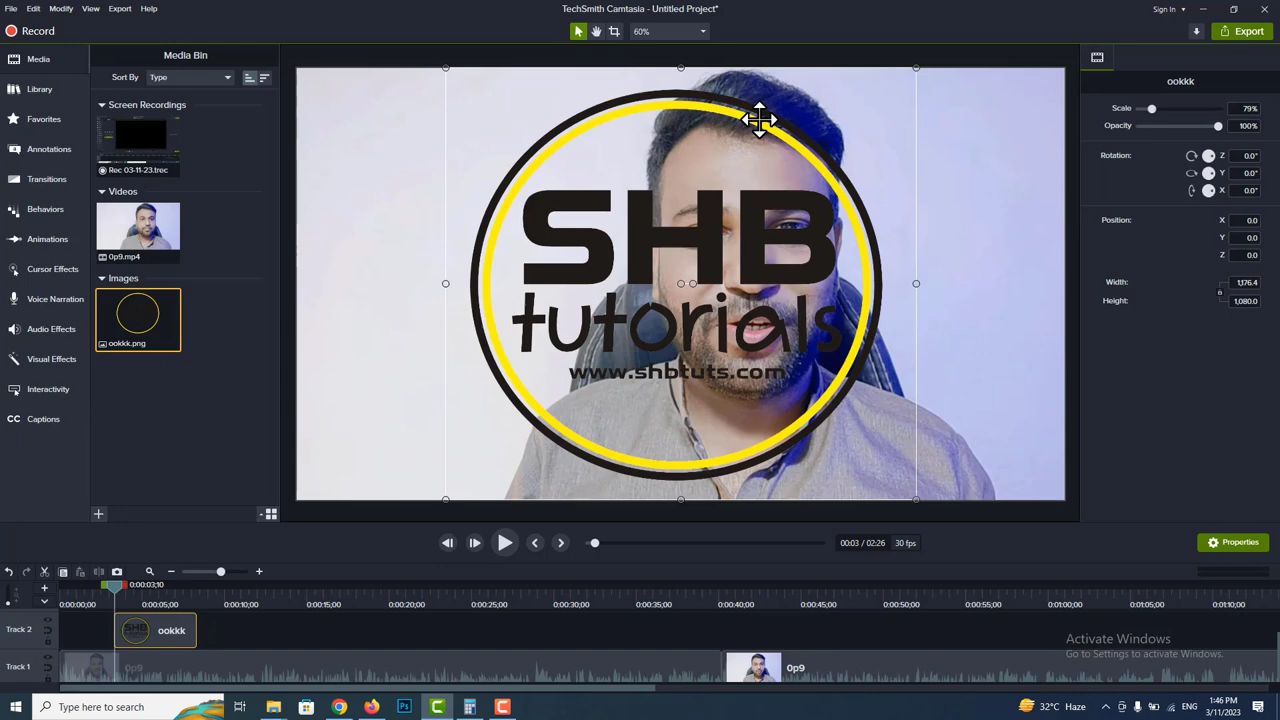 File Edit Modify View Export Share Help
TechSmith Camtasia - Untitled Project*
Sign In
Record
60%
Export
Media
Library
Favorites
Annotations
Transitions
Behaviors
Animations
Cursor Effects
Voice Narration
Audio Effects
Visual Effects
Interactivity
CC Captions
Media Bin
Sort By Type
Screen Recordings
Rec 03-11-23.trec
Videos
0p9.mp4
Images
ookkk.png
SHB
tutorials
www.shbtuts.com
ookkk
Scale 79%
Opacity 100%
Rotation: Z 0.0°
Y 0.0°
X 0.0°
Position: X 0.0
Y 0.0
Z 0.0
Width: 1,176.4
Height: 1,080.0
00:03 / 02:26 30 fps
Properties
0:00:03;10
0:00:00;00 0:00:05;00 0:00:10;00 0:00:15;00 0:00:20;00 0:00:25;00 0:00:30;00 0:00:35;00 0:00:40;00 0:00:45;00 0:00:50;00 0:00:55;00 0:01:00;00 0:01:05;00 0:01:10;00
Track 2
SHB
ookkk
Track 1
0p9
0p9
Activate Windows
Go to Settings to activate Windows.
Type here to search
Ps
32°C Haze
ENG
1:46 PM
3/11/2023